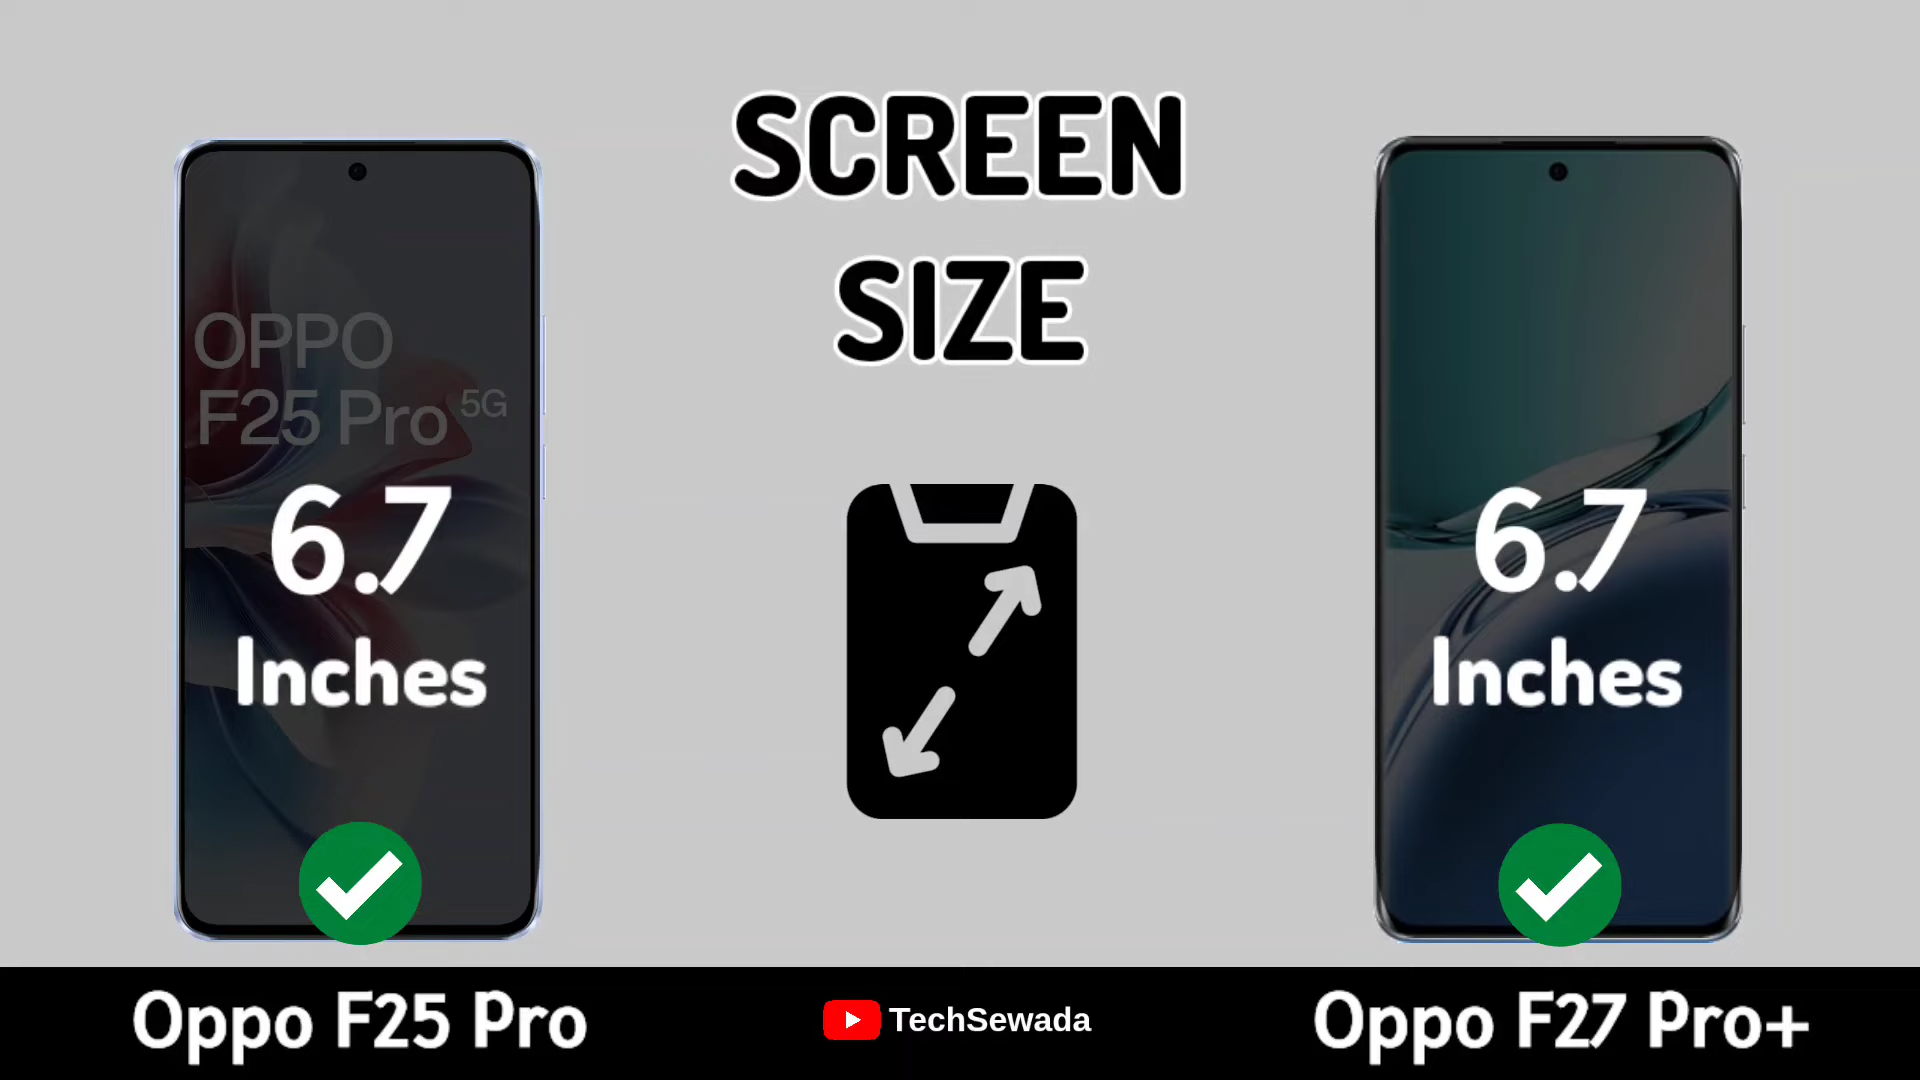 SCREEN
SIZE
OPPO
F25 Pro 5G
6.7
Inches
6.7
Inches
Oppo F25 Pro
TechSewada
Oppo F27 Pro+